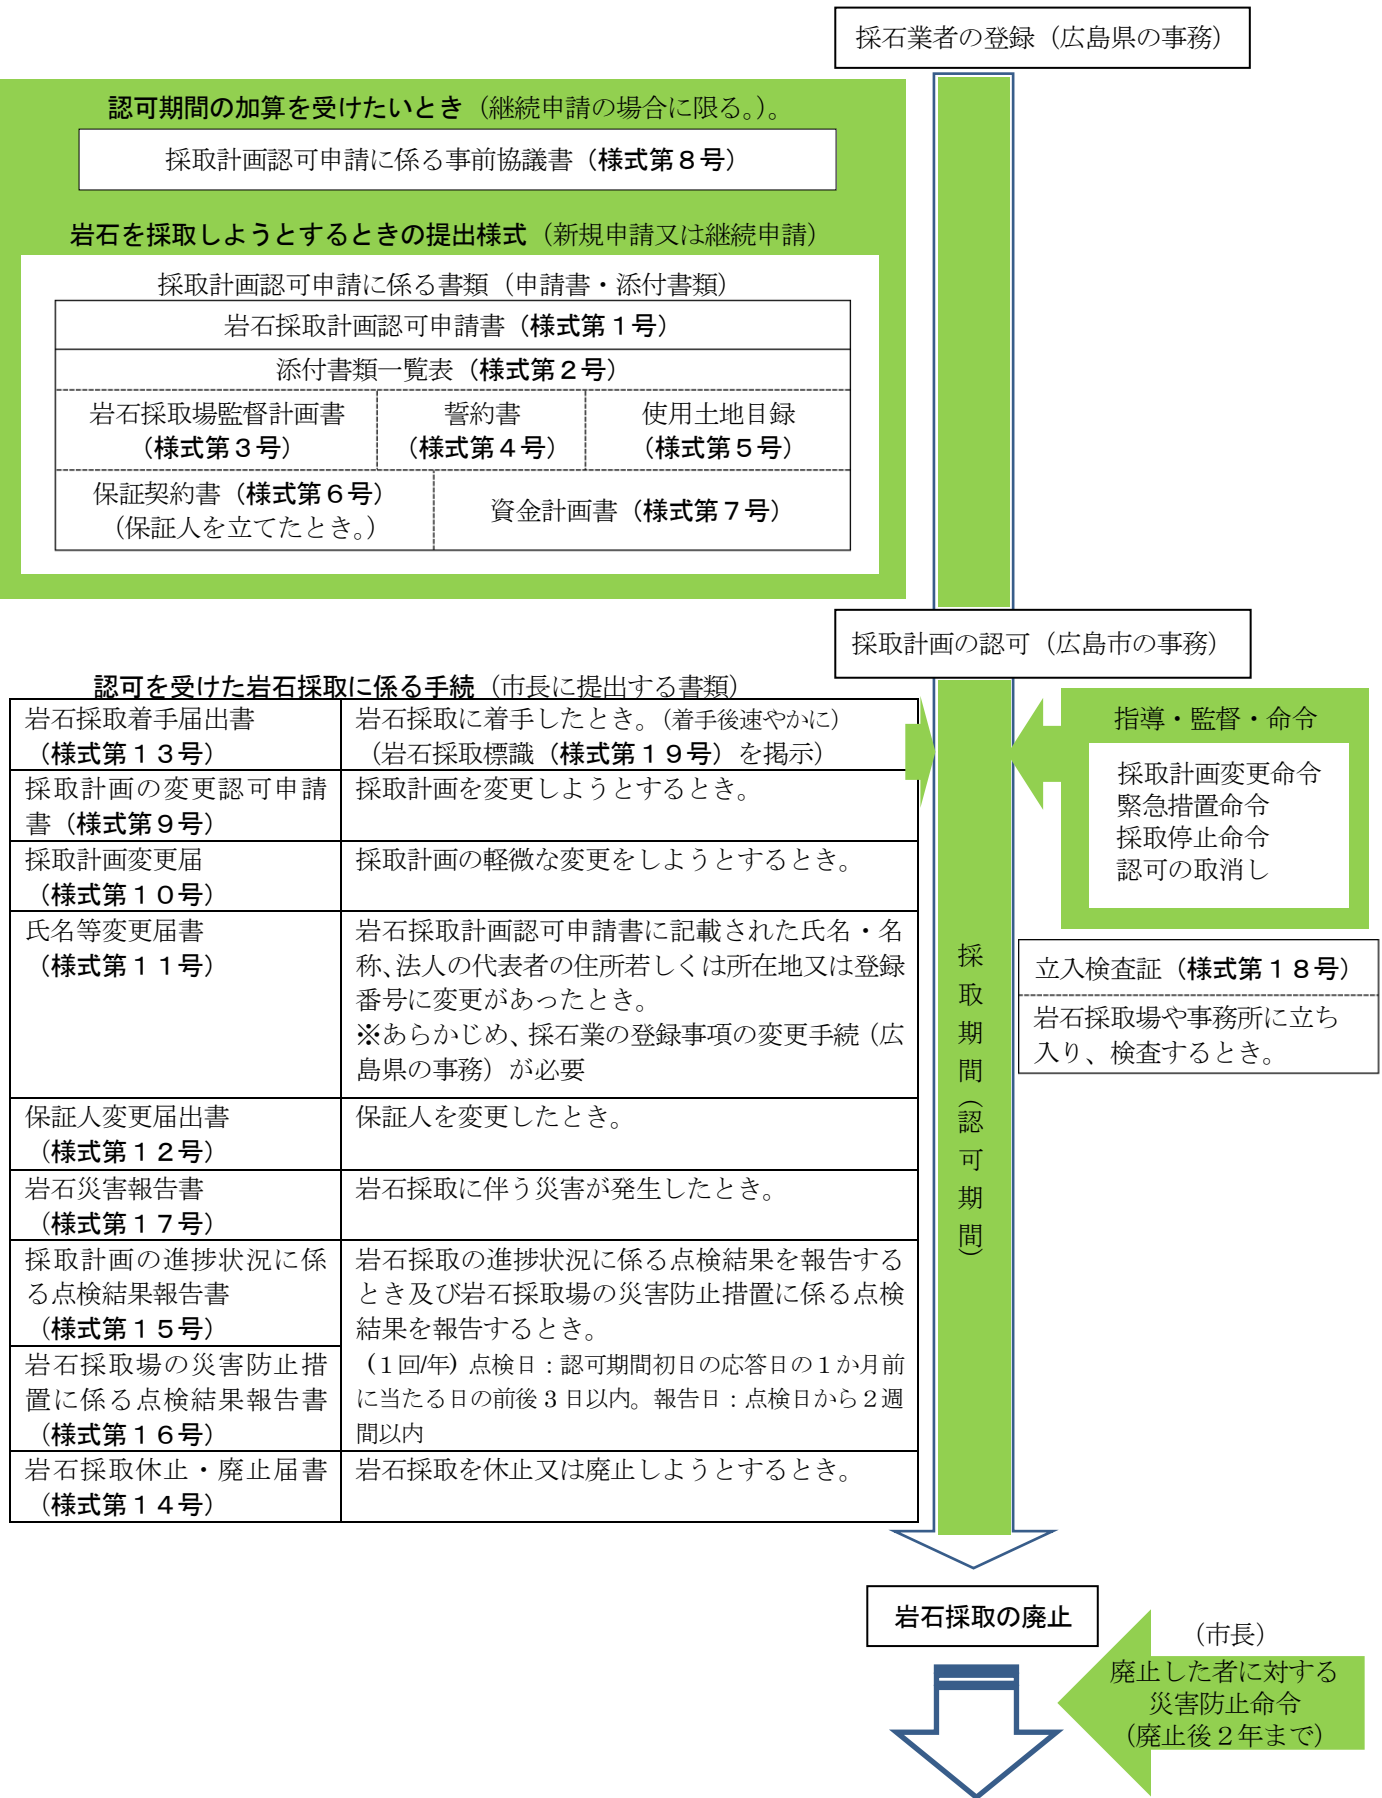 採石業者の登録（広島県の事務）
認可期間の加算を受けたいとき（継続申請の場合に限る。）。
採取計画認可申請に係る事前協議書（様式第８号）
岩石を採取しようとするときの提出様式（新規申請又は継続申請）
採取計画認可申請に係る書類（申請書・添付書類）
岩石採取計画認可申請書（様式第１号）
添付書類一覧表（様式第２号）
岩石採取場監督計画書
（様式第３号）
誓約書
（様式第４号）
使用土地目録
（様式第５号）
保証契約書（様式第６号）
（保証人を立てたとき。）
資金計画書（様式第７号）
採取計画の認可（広島市の事務）
認可を受けた岩石採取に係る手続（市長に提出する書類）
岩石採取着手届出書
（様式第１３号）
岩石採取に着手したとき。（着手後速やかに）
（岩石採取標識（様式第１９号）を掲示）
採取計画の変更認可申請
書（様式第９号）
採取計画を変更しようとするとき。
採取計画変更届
（様式第１０号）
採取計画の軽微な変更をしようとするとき。
氏名等変更届書
（様式第１１号）
岩石採取計画認可申請書に記載された氏名・名
称、法人の代表者の住所若しくは所在地又は登録
番号に変更があったとき。
※あらかじめ、採石業の登録事項の変更手続（広
島県の事務）が必要
保証人変更届出書
（様式第１２号）
保証人を変更したとき。
岩石災害報告書
（様式第１７号）
岩石採取に伴う災害が発生したとき。
採取計画の進捗状況に係
る点検結果報告書
（様式第１５号）
岩石採取場の災害防止措
置に係る点検結果報告書
（様式第１６号）
岩石採取の進捗状況に係る点検結果を報告する
とき及び岩石採取場の災害防止措置に係る点検
結果を報告するとき。
（１回/年）点検日：認可期間初日の応答日の１か月前
に当たる日の前後３日以内。報告日：点検日から２週
間以内
岩石採取休止・廃止届書
（様式第１４号）
岩石採取を休止又は廃止しようとするとき。
採取期間（認可期間）
指導・監督・命令
採取計画変更命令
緊急措置命令
採取停止命令
認可の取消し
立入検査証（様式第１８号）
岩石採取場や事務所に立ち
入り、検査するとき。
岩石採取の廃止
（市長）
廃止した者に対する
災害防止命令
（廃止後２年まで）